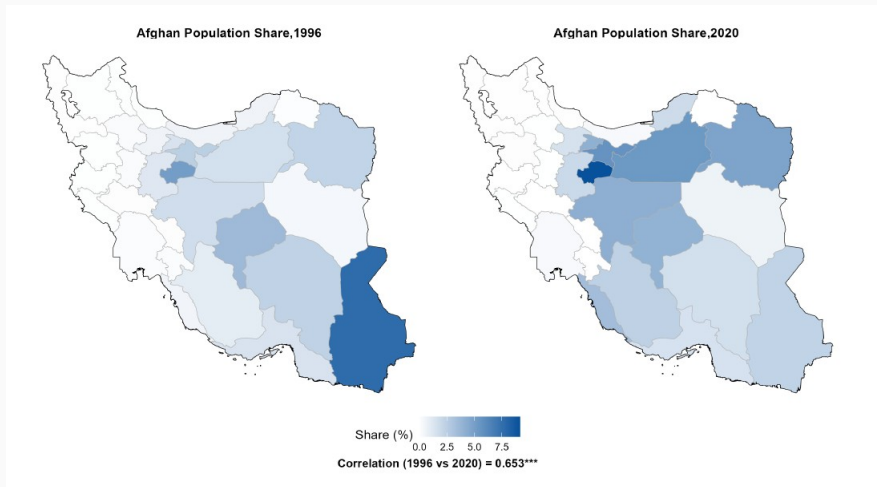 Afghan Population Share,1996
Afghan Population Share,2020
Share (%)
0.0 2.5 5.0 7.5
Correlation (1996 vs 2020) = 0.653***